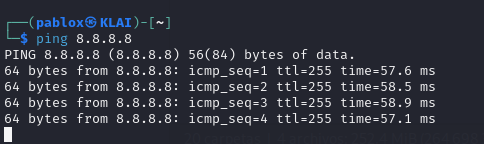 ┌──(pablox㉿KLAI)-[~]
└─$ ping 8.8.8.8
PING 8.8.8.8 (8.8.8.8) 56(84) bytes of data.
64 bytes from 8.8.8.8: icmp_seq=1 ttl=255 time=57.6 ms
64 bytes from 8.8.8.8: icmp_seq=2 ttl=255 time=58.5 ms
64 bytes from 8.8.8.8: icmp_seq=3 ttl=255 time=58.9 ms
64 bytes from 8.8.8.8: icmp_seq=4 ttl=255 time=57.1 ms